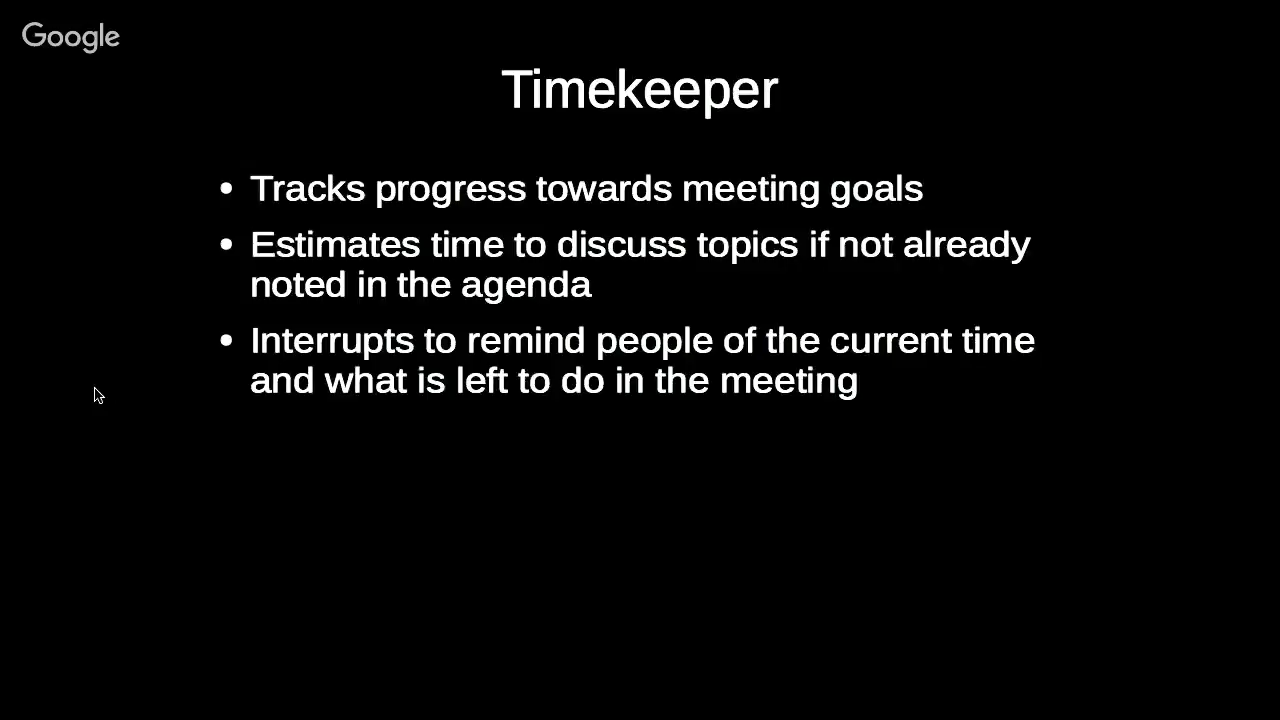 Google
Timekeeper
• Tracks progress towards meeting goals
• Estimates time to discuss topics if not already
noted in the agenda
• Interrupts to remind people of the current time
and what is left to do in the meeting